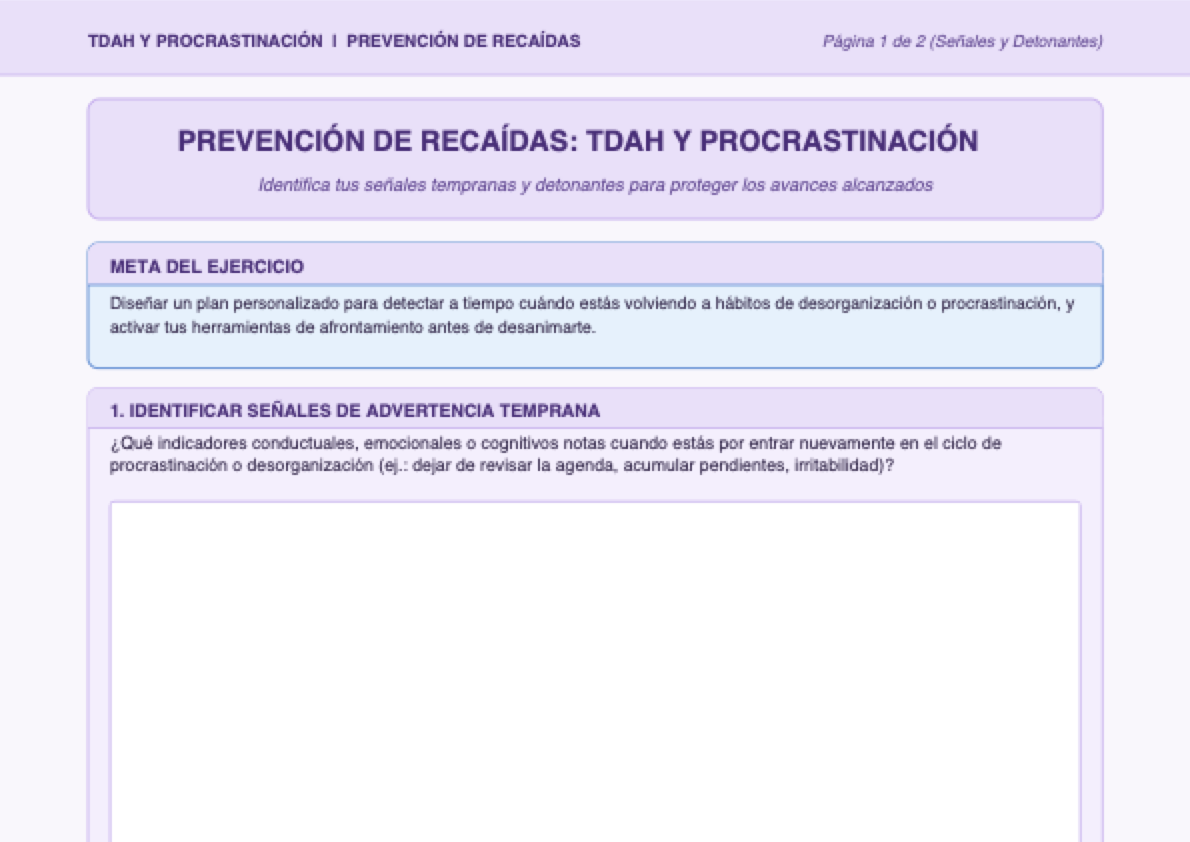 TDAH Y PROCRASTINACIÓN | PREVENCIÓN DE RECAÍDAS
Página 1 de 2 (Señales y Detonantes)
PREVENCIÓN DE RECAÍDAS: TDAH Y PROCRASTINACIÓN
Identifica tus señales tempranas y detonantes para proteger los avances alcanzados
META DEL EJERCICIO
Diseñar un plan personalizado para detectar a tiempo cuándo estás volviendo a hábitos de desorganización o procrastinación, y
activar tus herramientas de afrontamiento antes de desanimarte.
1. IDENTIFICAR SEÑALES DE ADVERTENCIA TEMPRANA
¿Qué indicadores conductuales, emocionales o cognitivos notas cuando estás por entrar nuevamente en el ciclo de
procrastinación o desorganización (ej.: dejar de revisar la agenda, acumular pendientes, irritabilidad)?